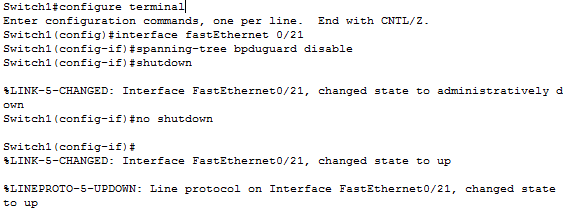 Switch1#configure terminal
Enter configuration commands, one per line.  End with CNTL/Z.
Switch1(config)#interface fastEthernet 0/21
Switch1(config-if)#spanning-tree bpduguard disable
Switch1(config-if)#shutdown
%LINK-5-CHANGED: Interface FastEthernet0/21, changed state to administratively d
own
Switch1(config-if)#no shutdown
Switch1(config-if)#
%LINK-5-CHANGED: Interface FastEthernet0/21, changed state to up
%LINEPROTO-5-UPDOWN: Line protocol on Interface FastEthernet0/21, changed state
to up